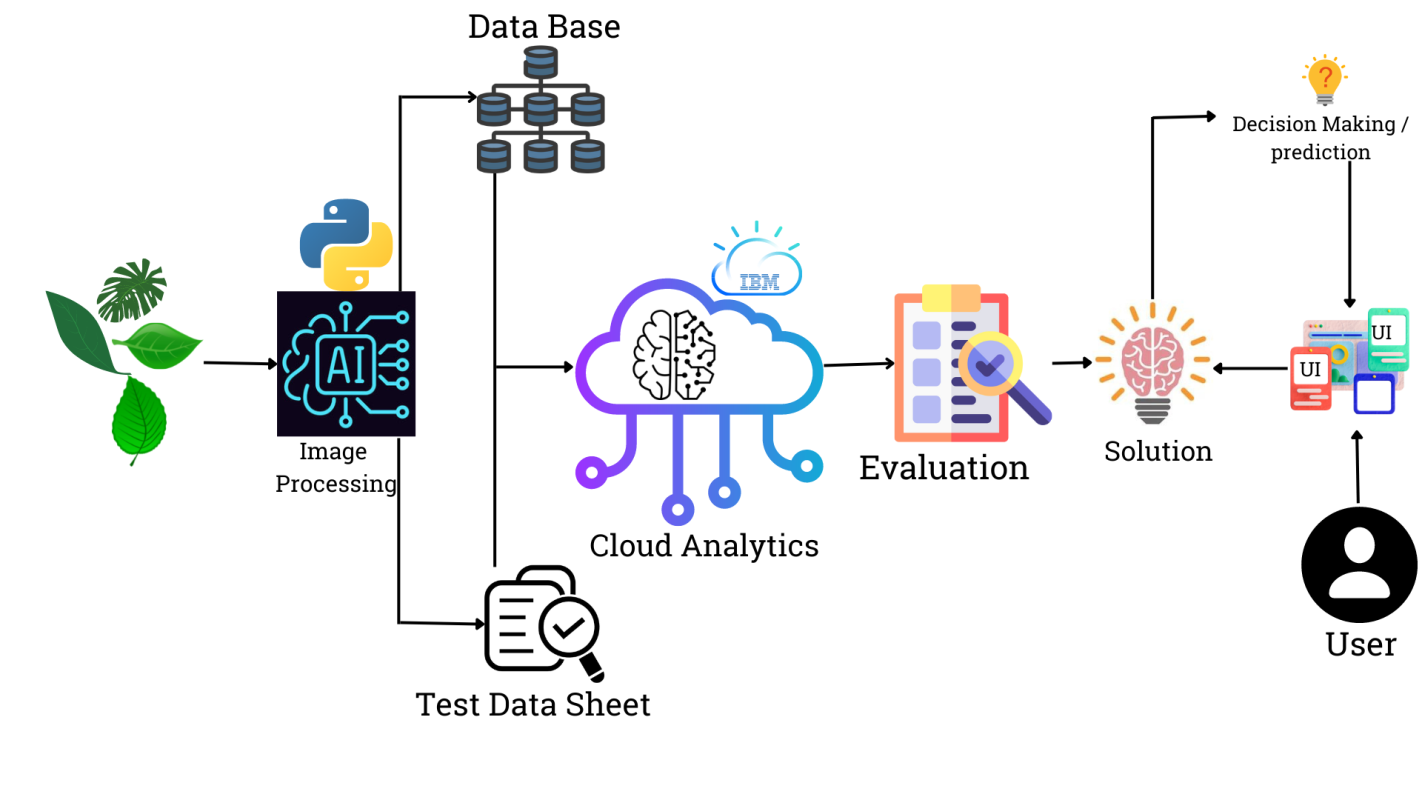 Data Base
?
Decision Making /
prediction
IBM
AI
UI
UI
Image
Processing
Solution
Evaluation
Cloud Analytics
User
Test Data Sheet